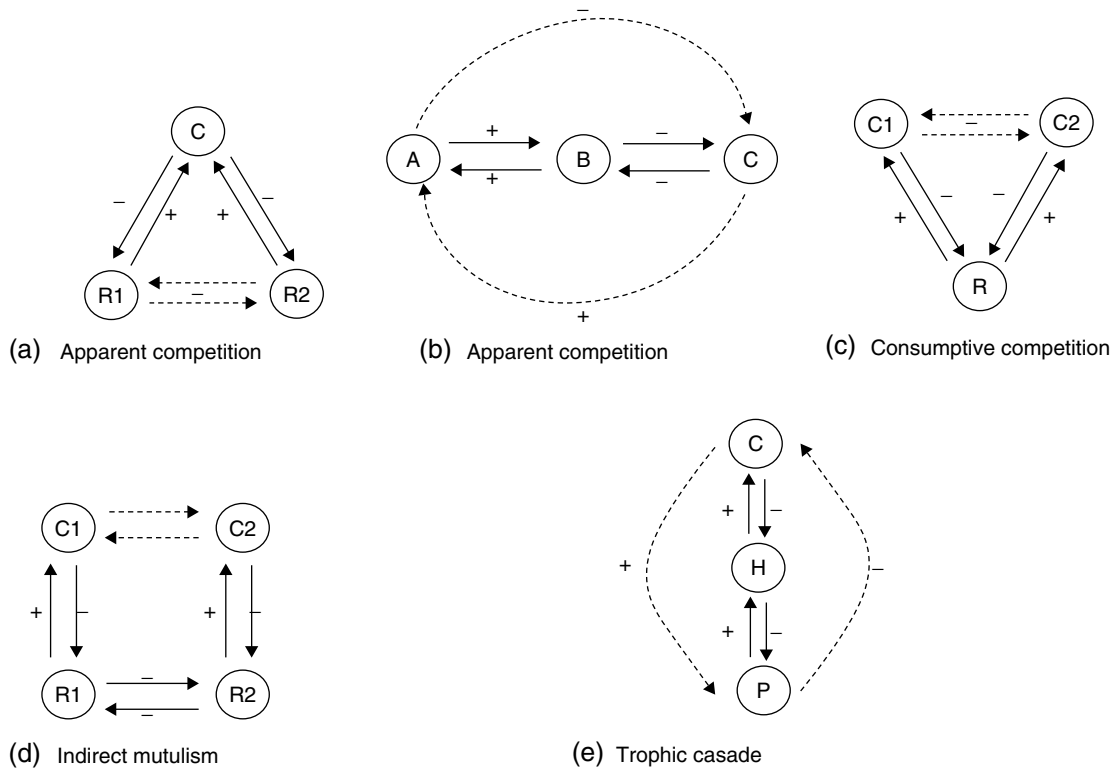 C
−
+
+
−
R1
−
R2
(a) Apparent competition
−
A
+
+
B
−
−
C
+
(b) Apparent competition
C1
−
C2
+
−
−
+
R
(c) Consumptive competition
C1
C2
+
−
+
−
R1
−
−
R2
(d) Indirect mutulism
C
+
−
+
H
−
+
−
P
(e) Trophic casade